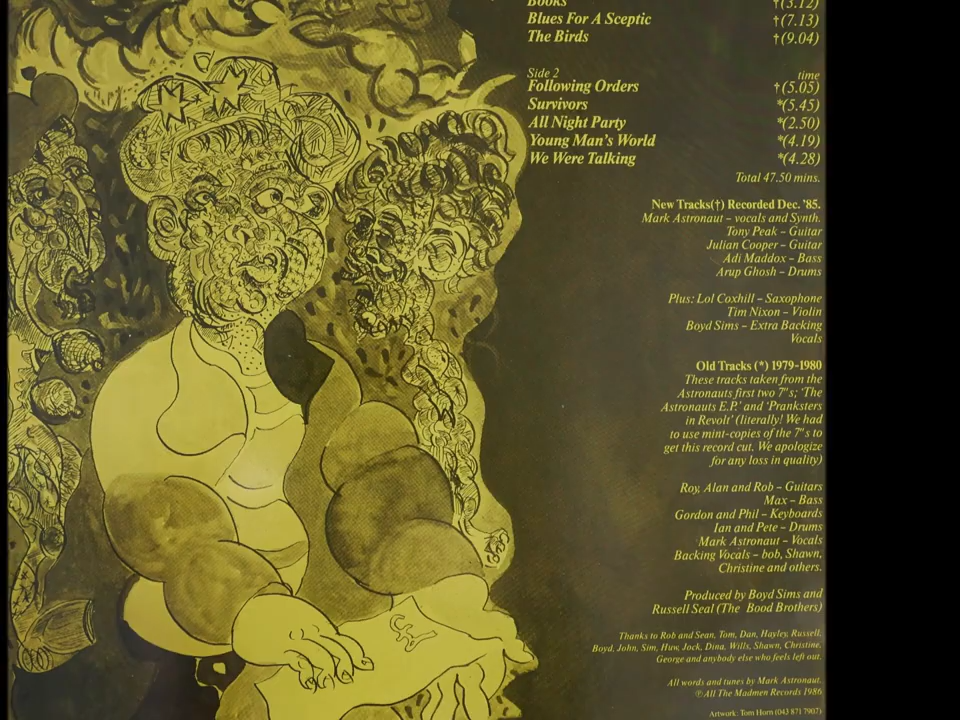 Books †(3.12)
Blues For A Sceptic †(7.13)
The Birds †(9.04)
Side 2 time
Following Orders †(5.05)
Survivors *(5.45)
All Night Party *(2.50)
Young Man's World *(4.19)
We Were Talking *(4.28)
Total 47.50 mins.
New Tracks(†) Recorded Dec. '85.
Mark Astronaut – vocals and Synth.
Tony Peak – Guitar
Julian Cooper – Guitar
Adi Maddox – Bass
Arup Ghosh – Drums
Plus: Lol Coxhill – Saxophone
Tim Nixon – Violin
Boyd Sims – Extra Backing
Vocals
Old Tracks (*) 1979-1980
These tracks taken from the
Astronauts first two 7"s; 'The
Astronauts E.P.' and 'Pranksters
in Revolt' (literally! We had
to use mint-copies of the 7"s to
get this record cut. We apologize
for any loss in quality)
Roy, Alan and Rob – Guitars
Max – Bass
Gordon and Phil – Keyboards
Ian and Pete – Drums
Mark Astronaut – Vocals
Backing Vocals – bob, Shawn,
Christine and others.
Produced by Boyd Sims and
Russell Seal (The Bood Brothers)
Thanks to Rob and Sean, Tom, Dan, Hayley, Russell,
Boyd, John, Sim, Huw, Jock, Dina, Wills, Shawn, Christine,
George and anybody else who feels left out.
All words and tunes by Mark Astronaut.
℗ All The Madmen Records 1986
Artwork: Tom Horn (043 871 7907)